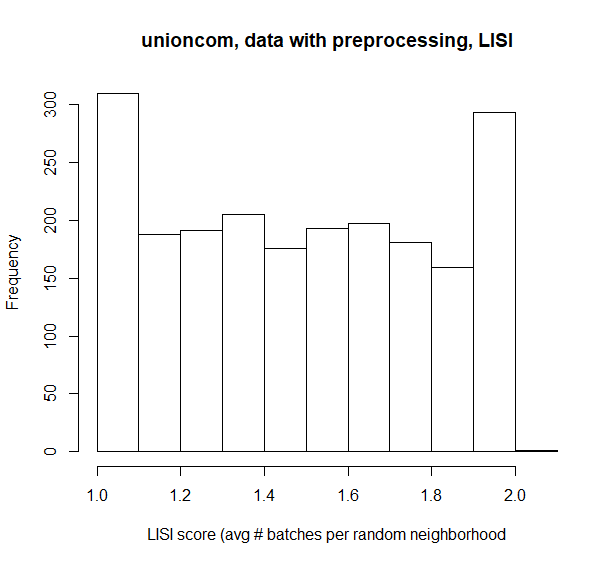 unioncom, data with preprocessing, LISI
Frequency
300
250
200
150
100
50
0
1.0 1.2 1.4 1.6 1.8 2.0
LISI score (avg # batches per random neighborhood